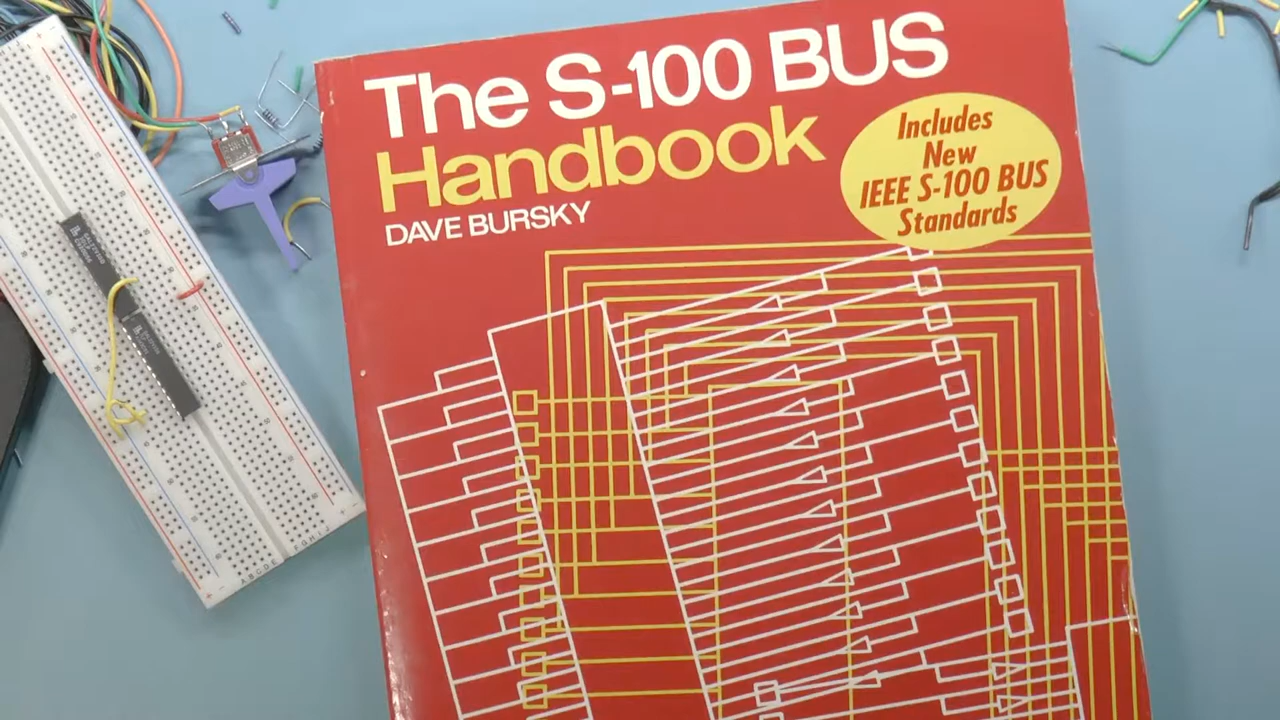 The S-100 BUS
Handbook
DAVE BURSKY
Includes
New
IEEE S-100 BUS
Standards